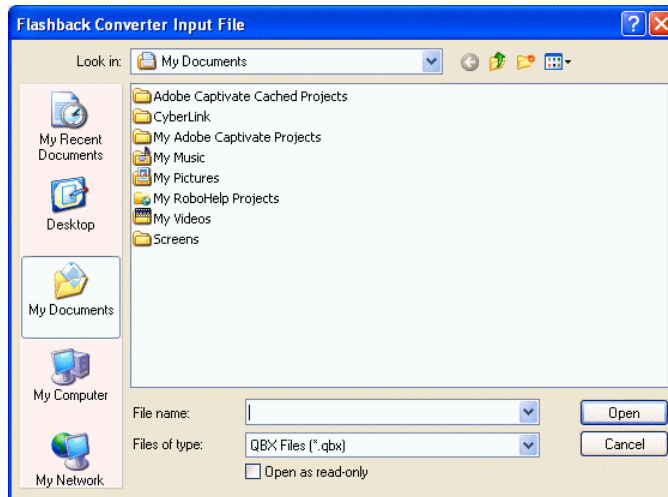 Flashback Converter Input File
Look in: My Documents
Adobe Captivate Cached Projects
CyberLink
My Adobe Captivate Projects
My Music
My Pictures
My RoboHelp Projects
My Videos
Screens
My Recent
Documents
Desktop
My Documents
My Computer
My Network
File name:
Open
Files of type: QBX Files (*.qbx)
Cancel
Open as read-only